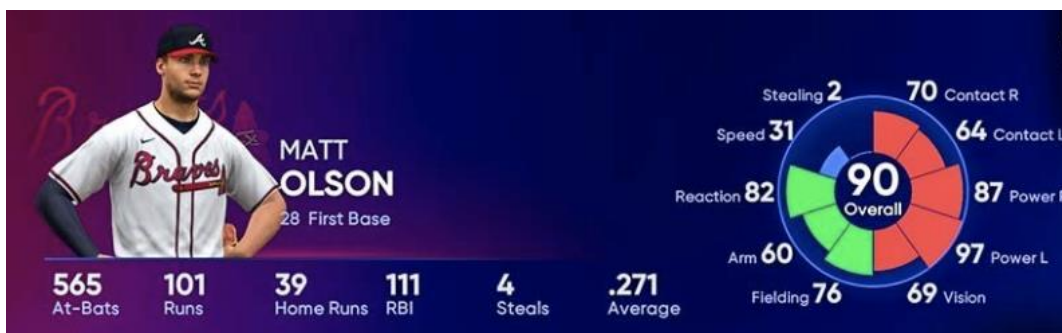 Braves
Braves
A
MATT
OLSON
28 First Base
565 At-Bats
101 Runs
39 Home Runs
111 RBI
4 Steals
.271 Average
Stealing 2
70 Contact R
Speed 31
64 Contact L
Reaction 82
87 Power R
Arm 60
97 Power L
Fielding 76
69 Vision
90
Overall